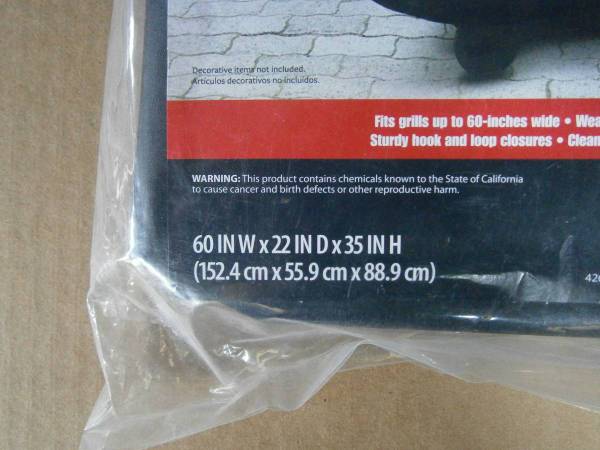 Decorative items not included.
Artículos decorativos no incluidos.
Fits grills up to 60-inches wide •
Sturdy hook and loop closures •
WARNING: This product contains chemicals known to the State of California
to cause cancer and birth defects or other reproductive harm.
60 IN W x 22 IN D x 35 IN H
(152.4 cm x 55.9 cm x 88.9 cm)